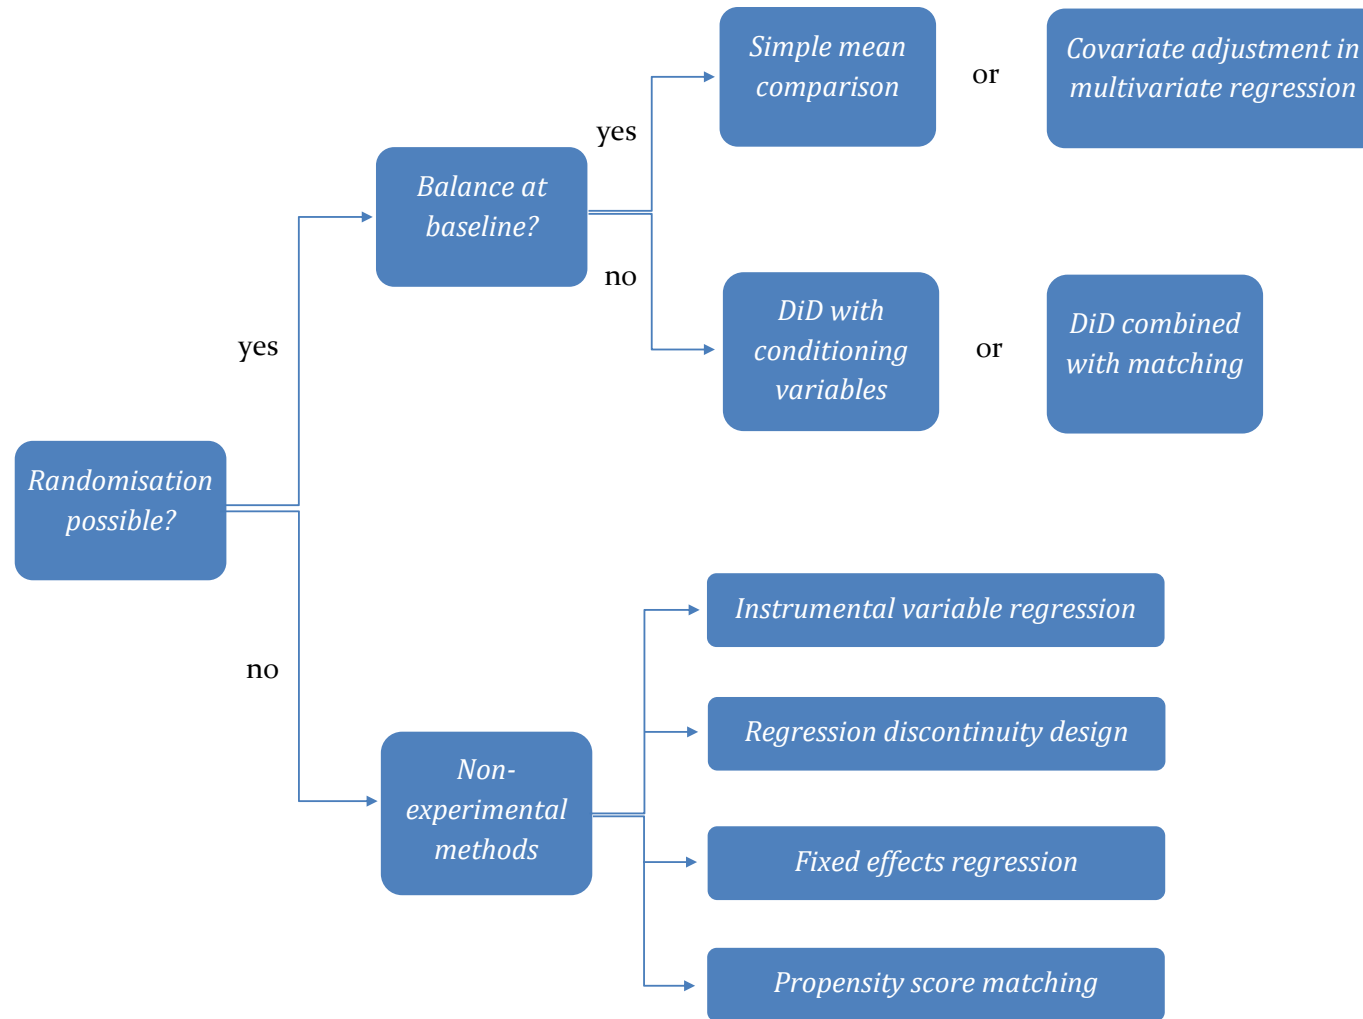 Simple mean
comparison
or
Covariate adjustment in
multivariate regression
yes
Balance at
baseline?
no
DiD with
conditioning
variables
or
DiD combined
with matching
yes
Randomisation
possible?
no
Instrumental variable regression
Regression discontinuity design
Non-
experimental
methods
Fixed effects regression
Propensity score matching